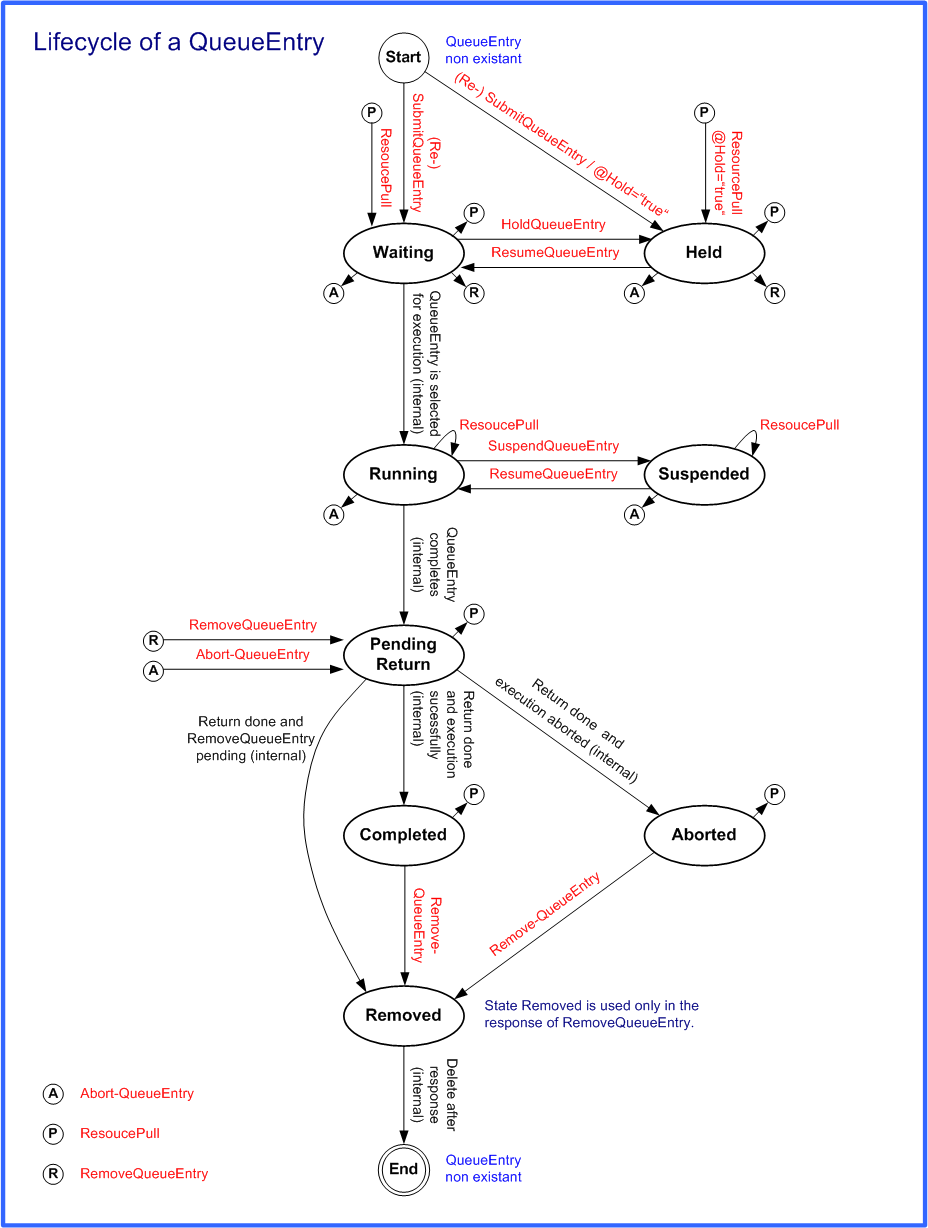 Lifecycle of a QueueEntry
Start
QueueEntry
non existant
(Re-)
SubmitQueueEntry
(Re-) SubmitQueueEntry / @Hold="true"
P
ResoucePull
P
ResourcePull
@Hold="true"
Waiting
P
A
R
HoldQueueEntry
ResumeQueueEntry
Held
P
A
R
QueueEntry is selected
for execution (internal)
Running
ResoucePull
A
SuspendQueueEntry
ResumeQueueEntry
Suspended
ResoucePull
A
QueueEntry
completes
(internal)
R
RemoveQueueEntry
A
Abort-QueueEntry
Pending
Return
P
Return done and
RemoveQueueEntry
pending (internal)
Return done
and execution
sucessfully
(internal)
Return done and
execution aborted (internal)
Completed
P
Aborted
P
Remove-
QueueEntry
Remove-QueueEntry
Removed
State Removed is used only in the
response of RemoveQueueEntry.
Delete after
response
(internal)
End
QueueEntry
non existant
A
Abort-QueueEntry
P
ResoucePull
R
RemoveQueueEntry